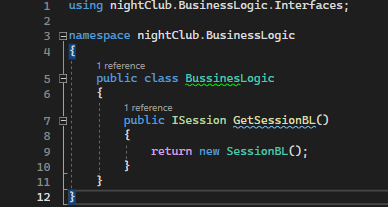 1 using nightClub.BusinessLogic.Interfaces;
2
3 namespace nightClub.BusinessLogic
4 {
1 reference
5 public class BussinesLogic
6 {
1 reference
7 public ISession GetSessionBL()
8 {
9 return new SessionBL();
10 }
11 }
12 }